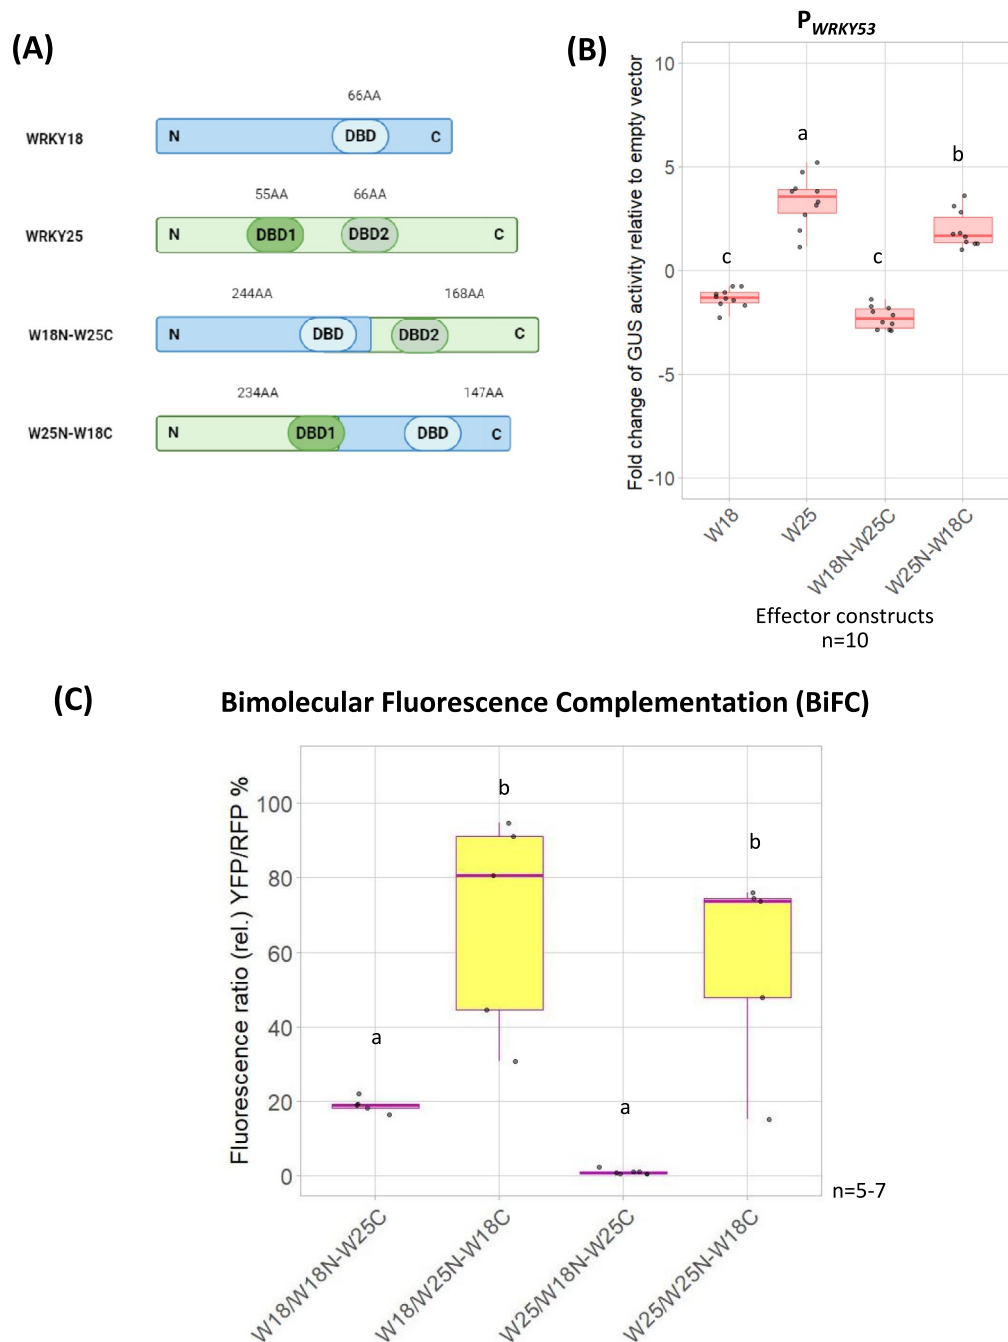 (A)
66AA
WRKY18
N DBD C
55AA 66AA
WRKY25
N DBD1 DBD2 C
244AA 168AA
W18N-W25C
N DBD DBD2 C
234AA 147AA
W25N-W18C
N DBD1 DBD C
(B)
PWRKY53
Fold change of GUS activity relative to empty vector
10
5
0
-5
-10
c
a
c
b
W18
W25
W18N-W25C
W25N-W18C
Effector constructs
n=10
(C)
Bimolecular Fluorescence Complementation (BiFC)
Fluorescence ratio (rel.) YFP/RFP %
100
80
60
40
20
0
a
b
a
b
n=5-7
W18/W18N-W25C
W18/W25N-W18C
W25/W18N-W25C
W25/W25N-W18C